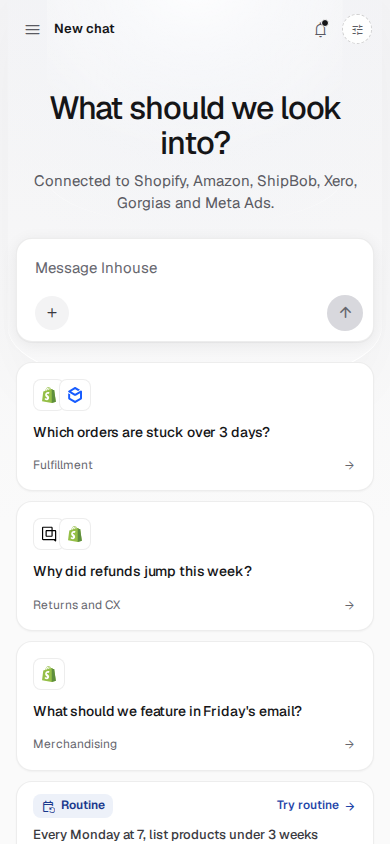 New chat
What should we look
into?
Connected to Shopify, Amazon, ShipBob, Xero,
Gorgias and Meta Ads.
Message Inhouse
Which orders are stuck over 3 days?
Fulfillment
Why did refunds jump this week?
Returns and CX
What should we feature in Friday's email?
Merchandising
Routine
Try routine
Every Monday at 7, list products under 3 weeks